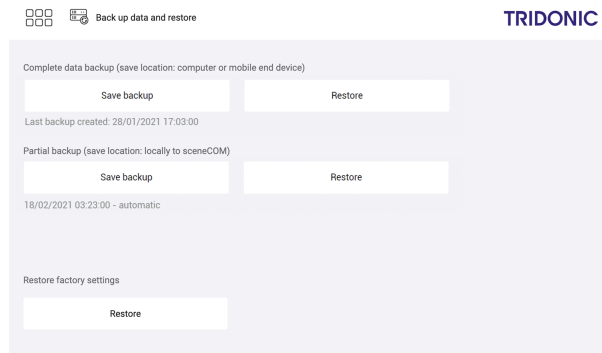 Back up data and restore
TRIDONIC
Complete data backup (save location: computer or mobile end device)
Save backup
Restore
Last backup created: 28/01/2021 17:03:00
Partial backup (save location: locally to sceneCOM)
Save backup
Restore
18/02/2021 03:23:00 - automatic
Restore factory settings
Restore